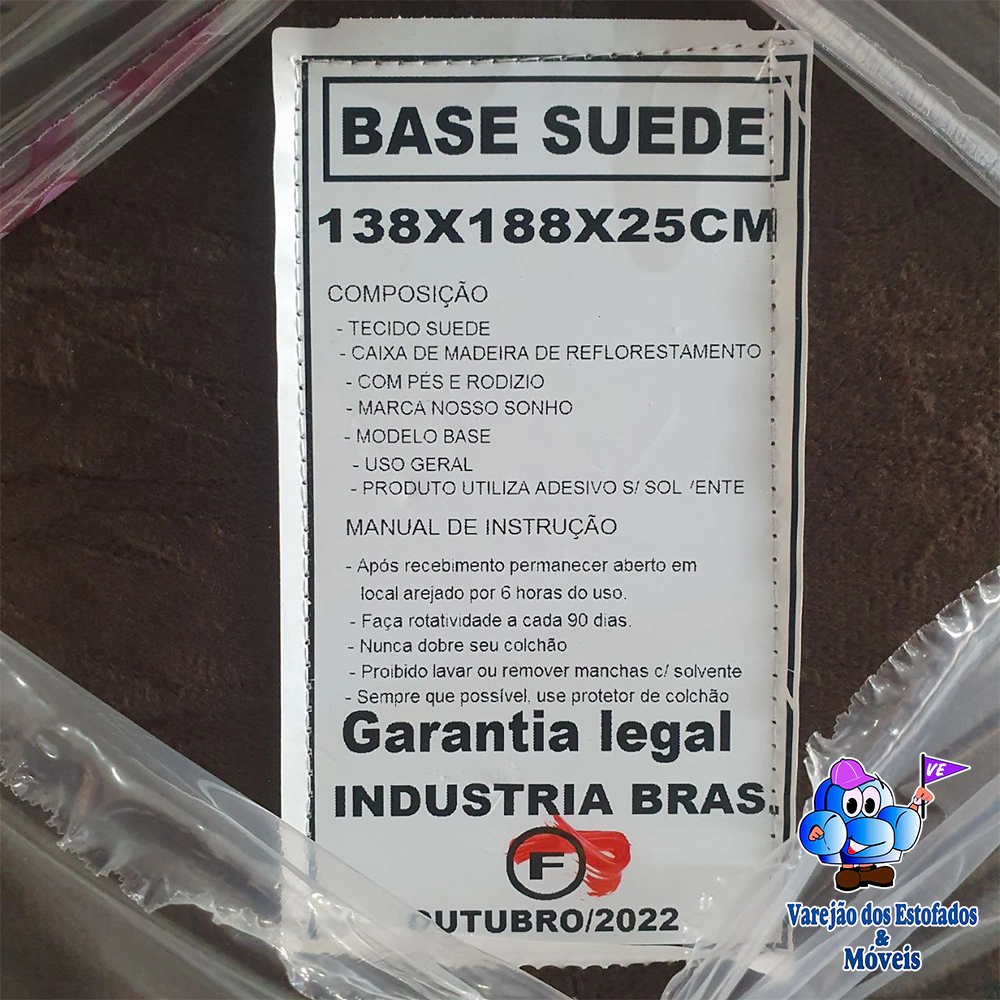 BASE SUEDE
138X188X25CM
COMPOSIÇÃO
- TECIDO SUEDE
- CAIXA DE MADEIRA DE REFLORESTAMENTO
- COM PÉS E RODIZIO
- MARCA NOSSO SONHO
- MODELO BASE
- USO GERAL
- PRODUTO UTILIZA ADESIVO S/ SOLVENTE
MANUAL DE INSTRUÇÃO
- Após recebimento permanecer aberto em
local arejado por 6 horas do uso.
- Faça rotatividade a cada 90 dias.
- Nunca dobre seu colchão
- Proibido lavar ou remover manchas c/ solvente
- Sempre que possível, use protetor de colchão
Garantia legal
INDUSTRIA BRAS.
F
OUTUBRO/2022
VE
Varejão dos Estofados
&
Móveis